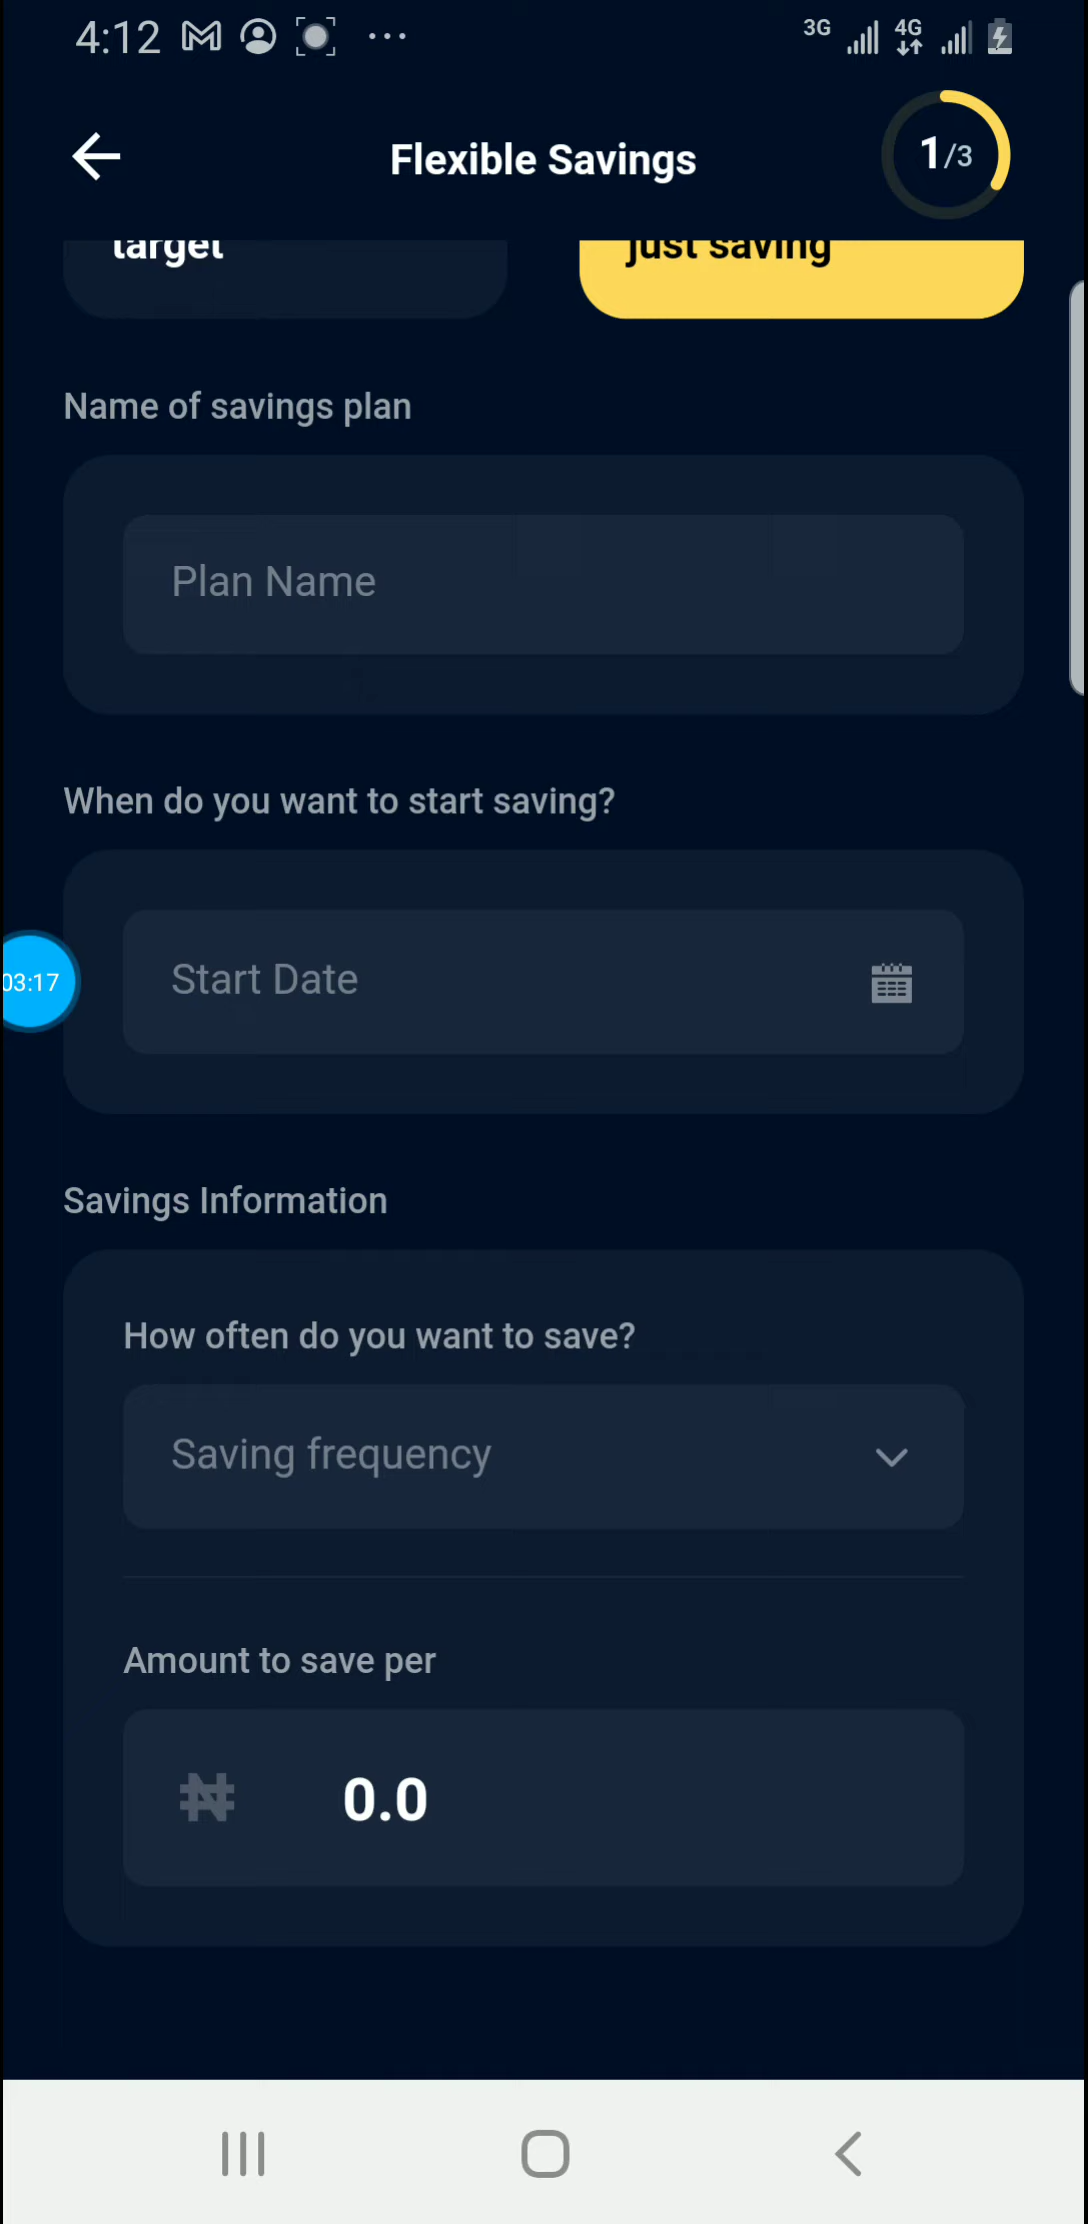 4:12
3G 4G
Flexible Savings
1/3
target
just saving
Name of savings plan
Plan Name
When do you want to start saving?
Start Date
03:17
Savings Information
How often do you want to save?
Saving frequency
Amount to save per
₦ 0.0